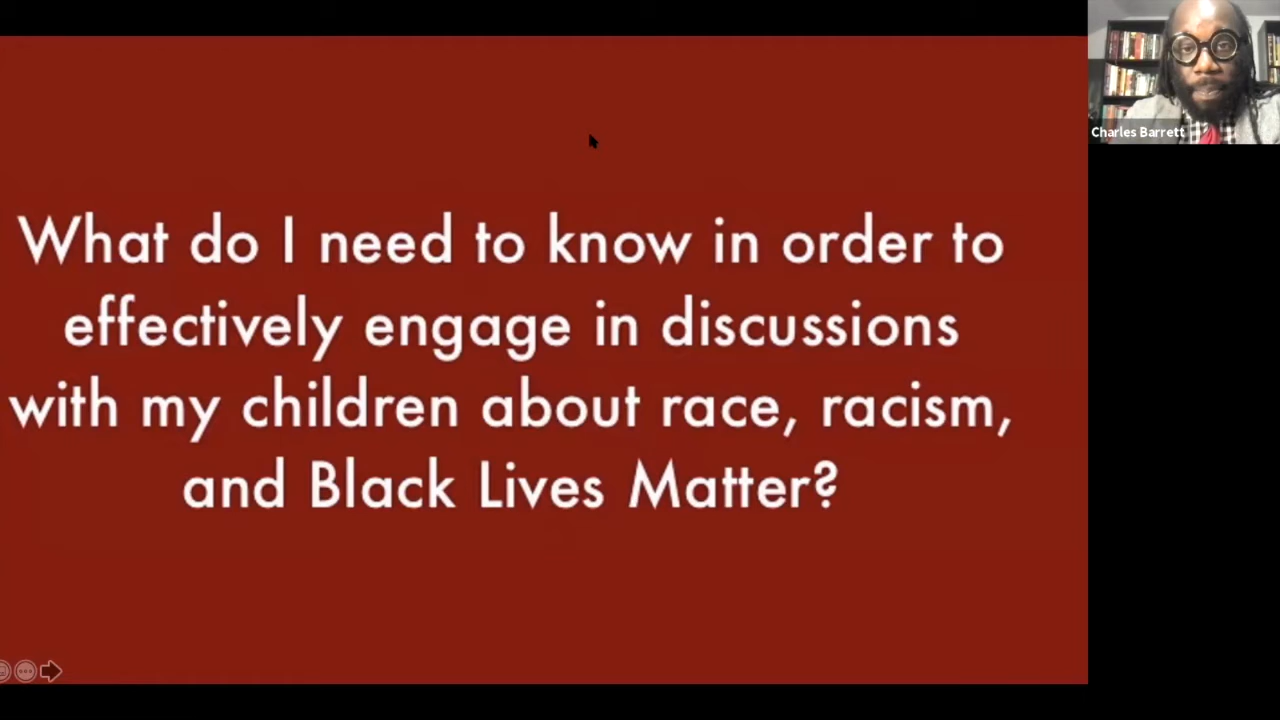 What do I need to know in order to
effectively engage in discussions
with my children about race, racism,
and Black Lives Matter?
Charles Barrett